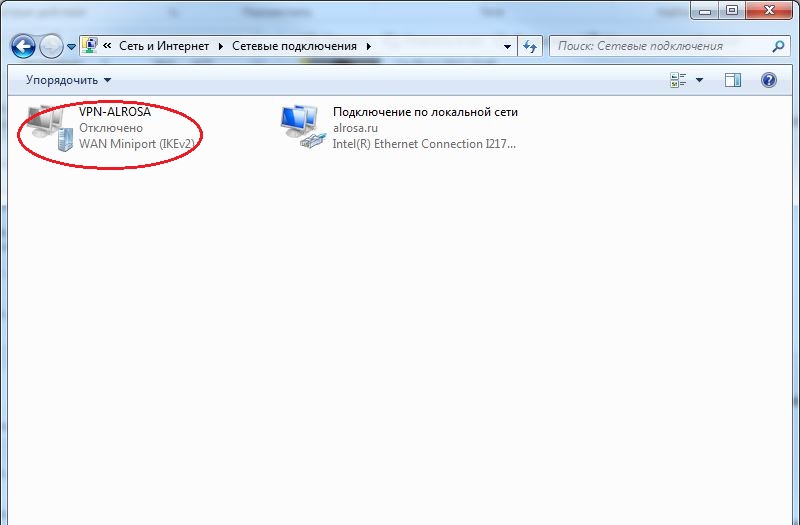 « Сеть и Интернет Сетевые подключения
Поиск: Сетевые подключения
Упорядочить
VPN-ALROSA
Отключено
WAN Miniport (IKEv2)
Подключение по локальной сети
alrosa.ru
Intel(R) Ethernet Connection I217...